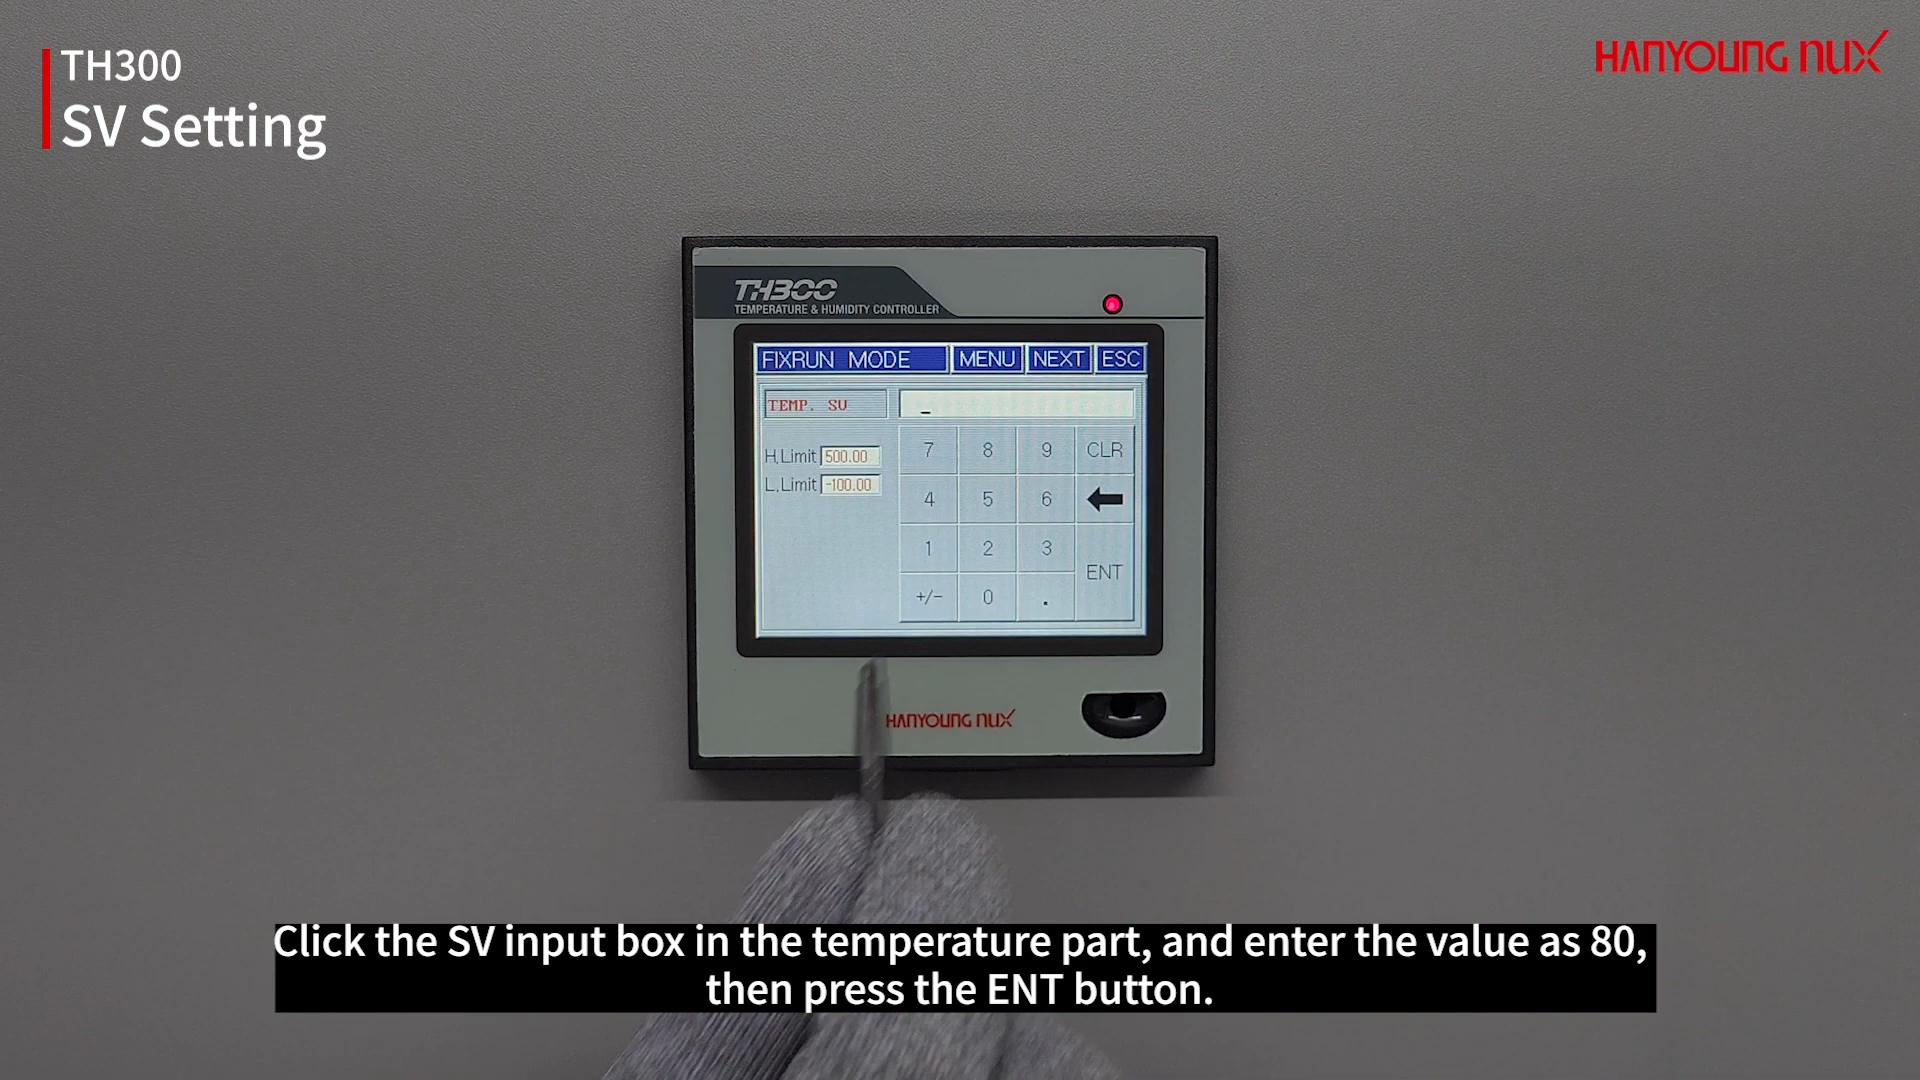 TH300
SV Setting
HANYOUNG nux
TH300
TEMPERATURE & HUMIDITY CONTROLLER
FIXRUN MODE MENU NEXT ESC
TEMP. SV _
H.Limit 500.00
L.Limit -100.00
7 8 9 CLR
4 5 6 ←
1 2 3
ENT
+/- 0 .
HANYOUNG nux
Click the SV input box in the temperature part, and enter the value as 80,
then press the ENT button.